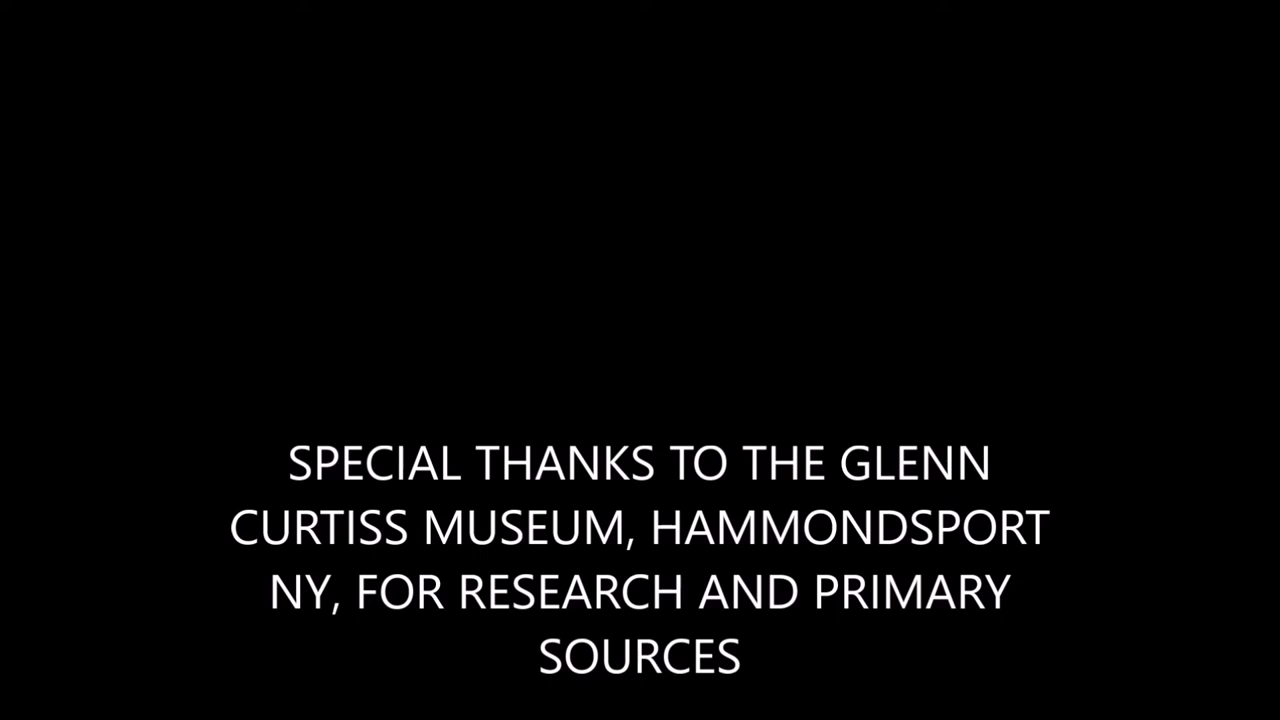 SPECIAL THANKS TO THE GLENN
CURTISS MUSEUM, HAMMONDSPORT
NY, FOR RESEARCH AND PRIMARY
SOURCES